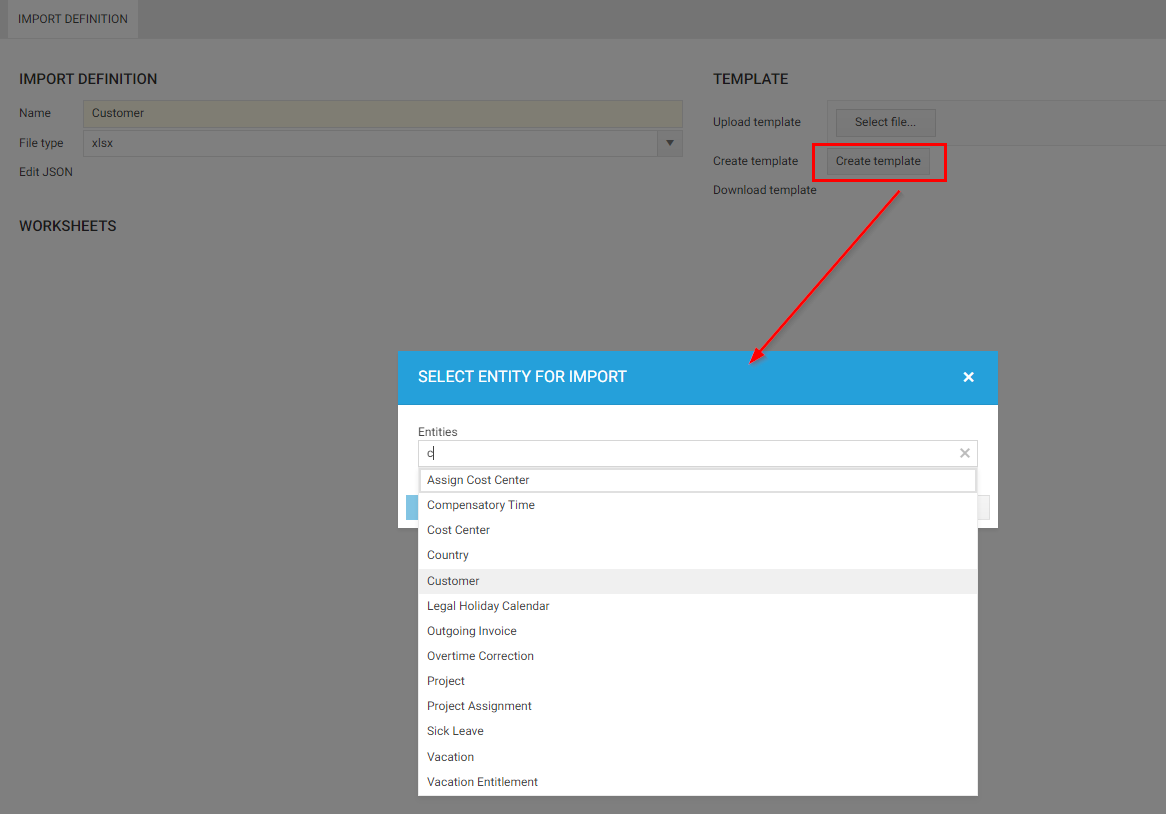 IMPORT DEFINITION
IMPORT DEFINITION
Name
Customer
File type
xlsx
Edit JSON
WORKSHEETS
TEMPLATE
Upload template
Select file...
Create template
Create template
Download template
SELECT ENTITY FOR IMPORT
Entities
c
Assign Cost Center
Compensatory Time
Cost Center
Country
Customer
Legal Holiday Calendar
Outgoing Invoice
Overtime Correction
Project
Project Assignment
Sick Leave
Vacation
Vacation Entitlement